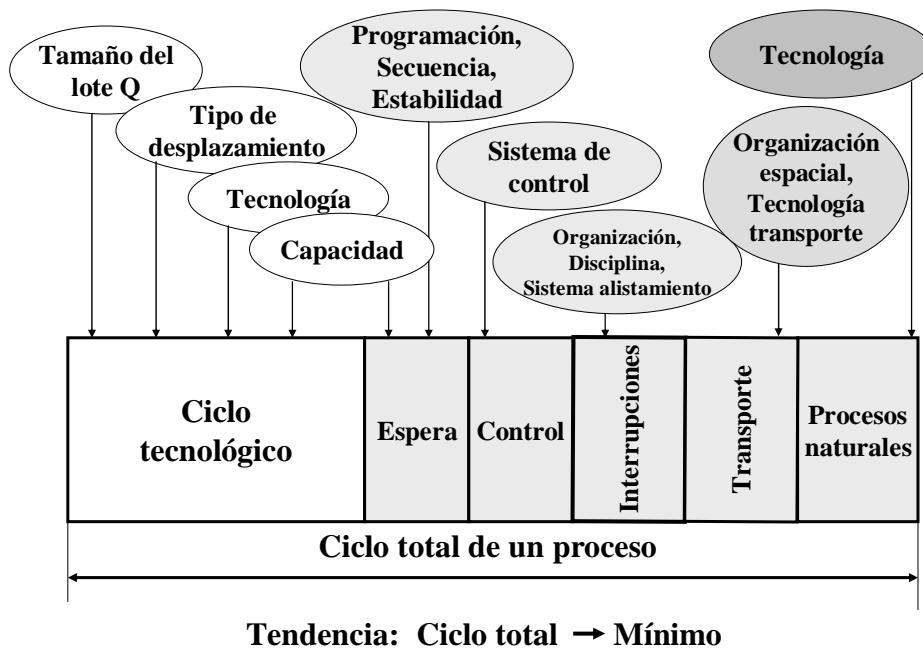 Tamaño del
lote Q
Tipo de
desplazamiento
Tecnología
Capacidad
Programación,
Secuencia,
Estabilidad
Sistema de
control
Organización,
Disciplina,
Sistema alistamiento
Tecnología
Organización
espacial,
Tecnología
transporte
Ciclo
tecnológico
Espera
Control
Interrupciones
Transporte
Procesos
naturales
Ciclo total de un proceso
Tendencia: Ciclo total → Mínimo